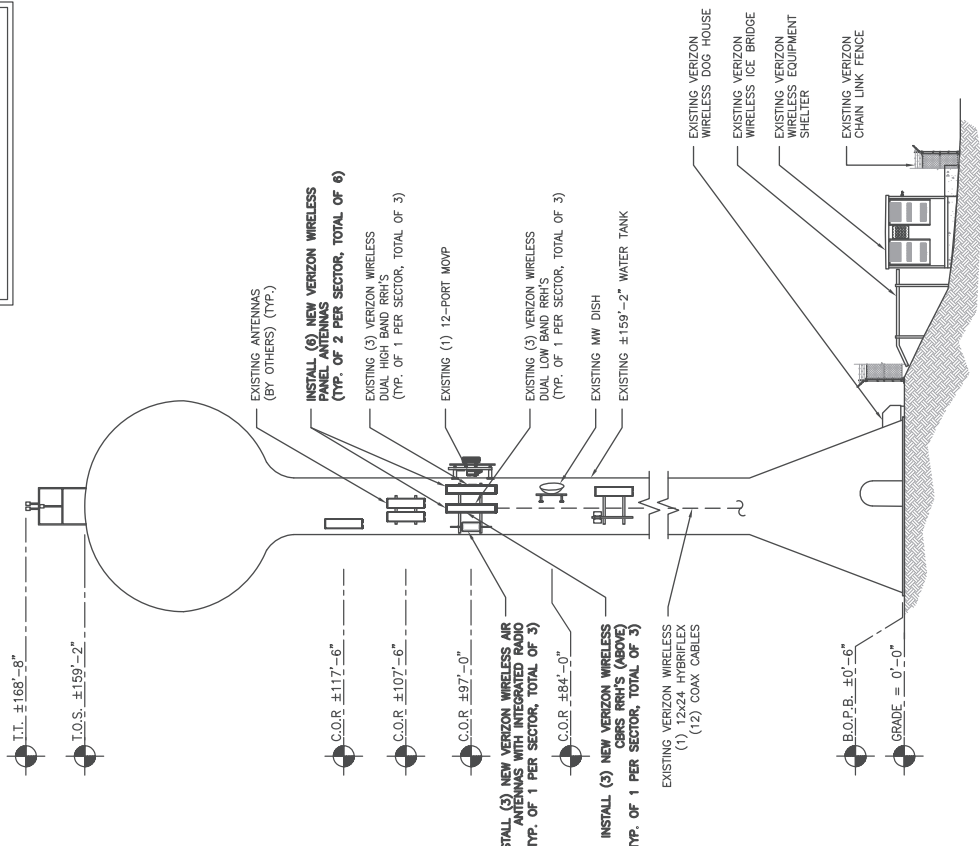 T.T. ±168'-8"
T.O.S. ±159'-2"
C.O.R ±117'-6"
C.O.R ±107'-6"
C.O.R ±97'-0"
C.O.R ±84'-0"
B.O.P.B. ±0'-6"
GRADE = 0'-0"
EXISTING ANTENNAS
(BY OTHERS) (TYP.)
INSTALL (6) NEW VERIZON WIRELESS
PANEL ANTENNAS
(TYP. OF 2 PER SECTOR, TOTAL OF 6)
EXISTING (3) VERIZON WIRELESS
DUAL HIGH BAND RRH'S
(TYP. OF 1 PER SECTOR, TOTAL OF 3)
EXISTING (1) 12-PORT MOVP
EXISTING (3) VERIZON WIRELESS
DUAL LOW BAND RRH'S
(TYP. OF 1 PER SECTOR, TOTAL OF 3)
EXISTING MW DISH
EXISTING ±159'-2" WATER TANK
STALL (3) NEW VERIZON WIRELESS AIR
ANTENNAS WITH INTEGRATED RADIO
TYP. OF 1 PER SECTOR, TOTAL OF 3)
INSTALL (3) NEW VERIZON WIRELESS
CBRS RRH'S (ABOVE)
TYP. OF 1 PER SECTOR, TOTAL OF 3)
EXISTING VERIZON WIRELESS
(1) 12x24 HYBRIFLEX
(12) COAX CABLES
EXISTING VERIZON
WIRELESS DOG HOUSE
EXISTING VERIZON
WIRELESS ICE BRIDGE
EXISTING VERIZON
WIRELESS EQUIPMENT
SHELTER
EXISTING VERIZON
CHAIN LINK FENCE